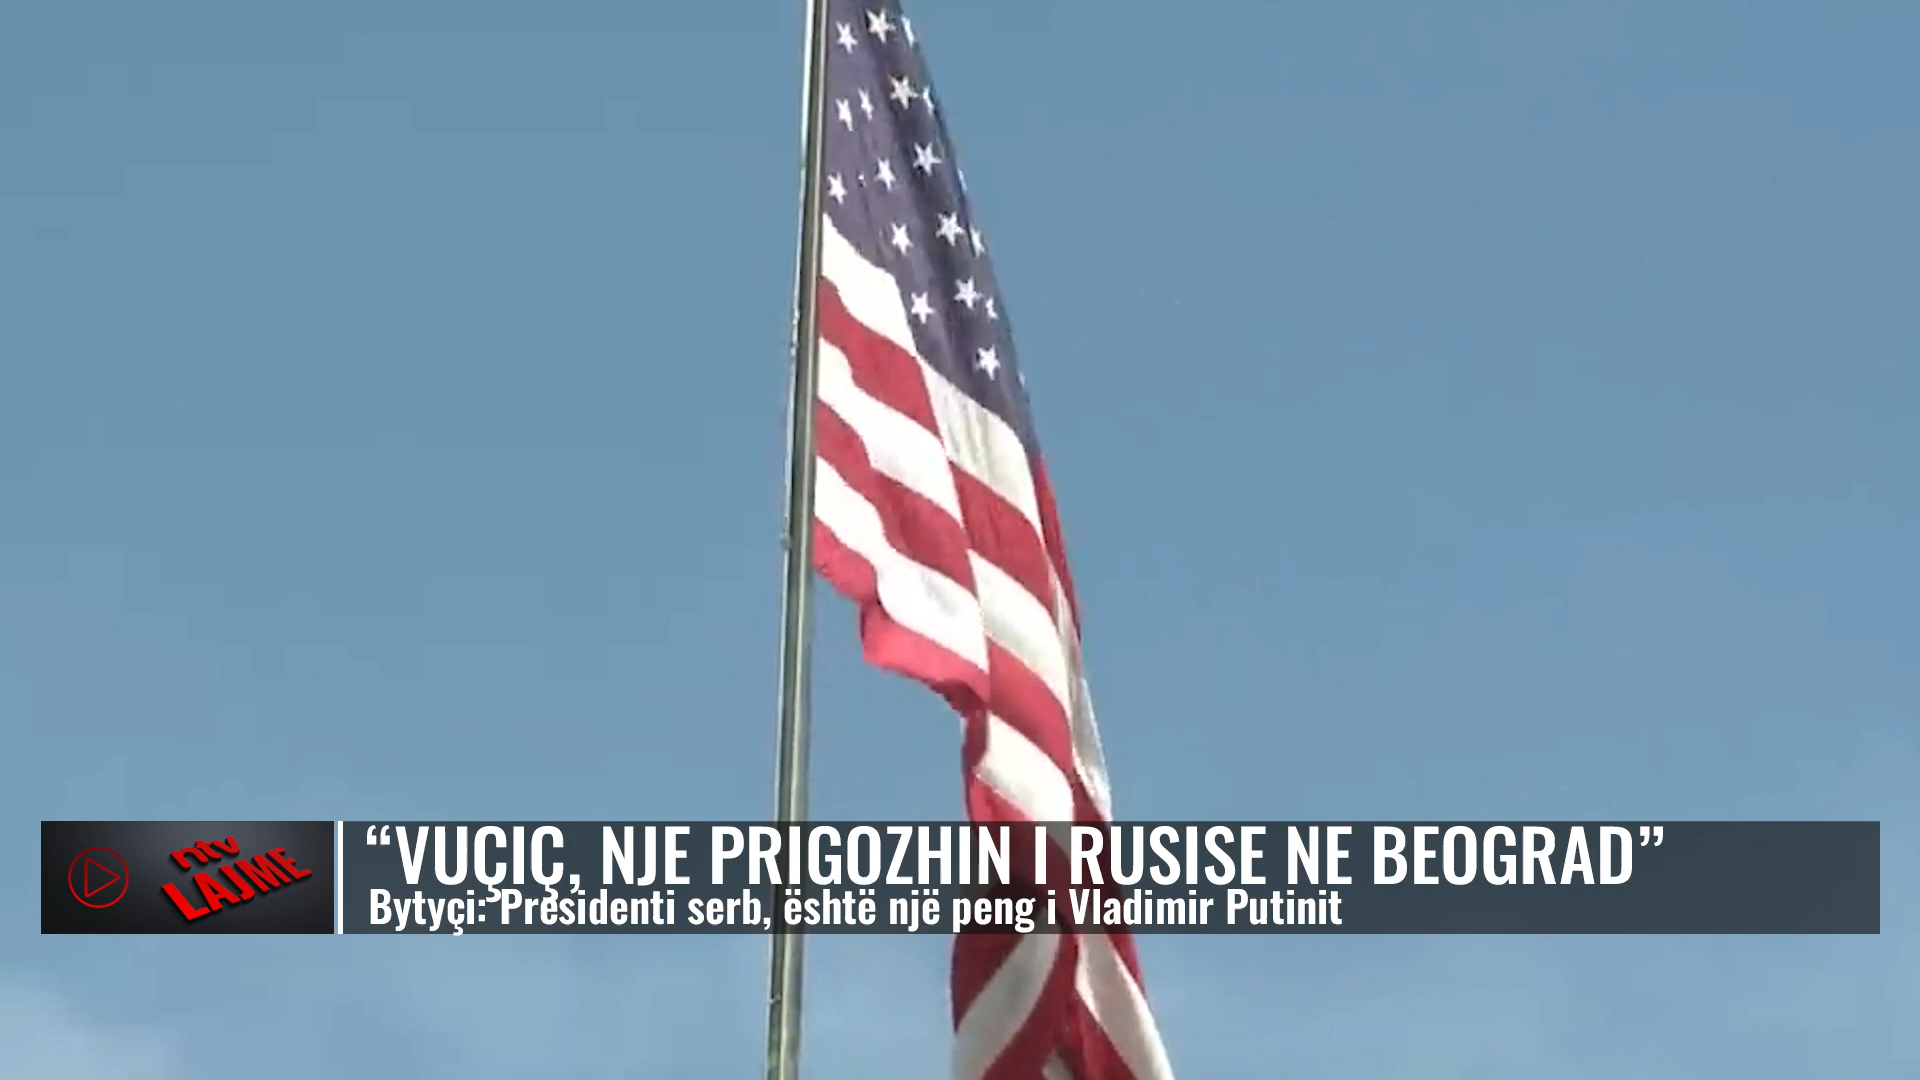 ntv
LAJME
“VUÇIÇ, NJE PRIGOZHIN I RUSISE NE BEOGRAD”
Bytyçi: Presidenti serb, është një peng i Vladimir Putinit